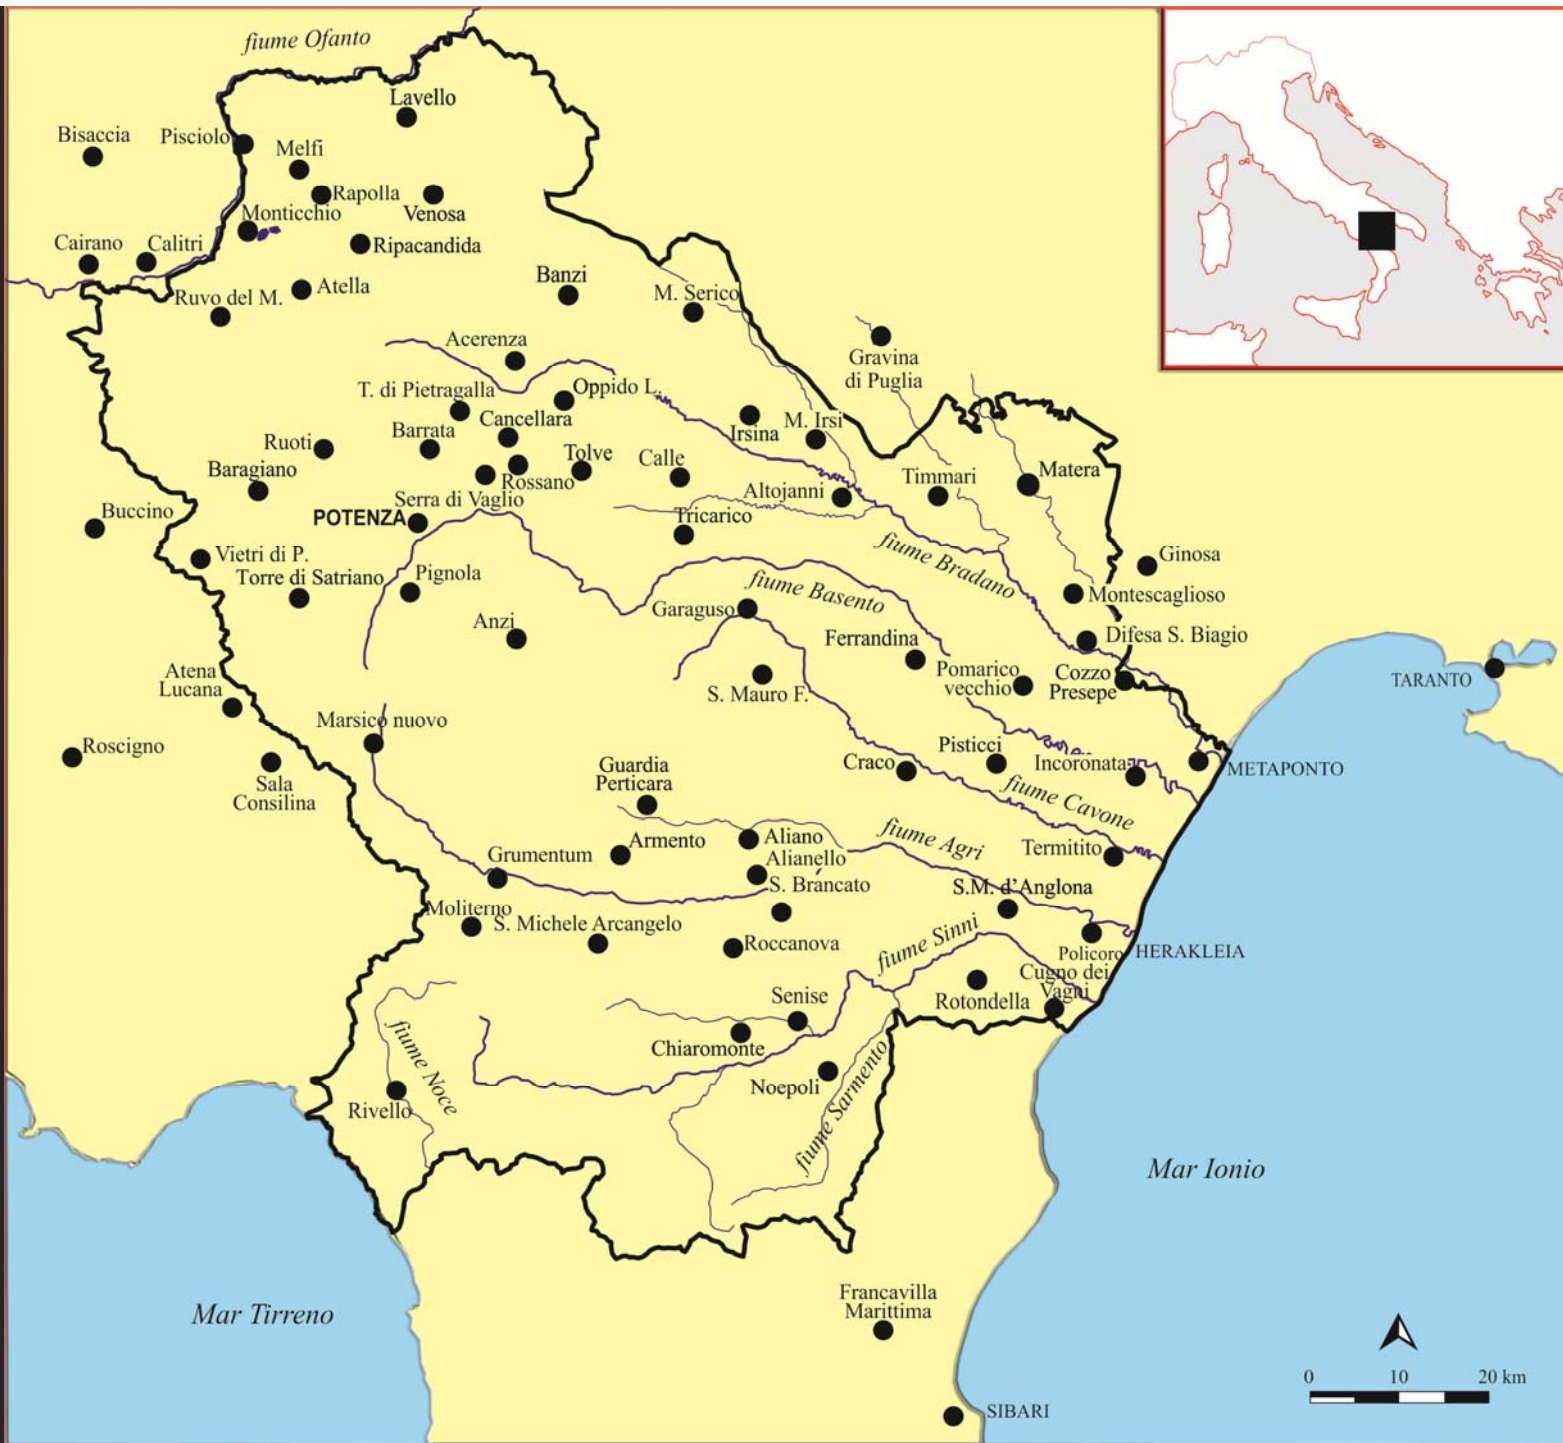 fiume Ofanto
Lavello
Bisaccia
Pisciolo
Melfi
Rapolla
Venosa
Monticchio
Cairano
Calitri
Ripacandida
Ruvo del M.
Atella
Banzi
M. Serico
Acerenza
Gravina
di Puglia
T. di Pietragalla
Oppido L.
Cancellara
Barrata
Ruoti
Irsina
M. Irsi
Baragiano
Rossano
Tolve
Calle
Timmari
Matera
Serra di Vaglio
Altojanni
Buccino
POTENZA
Tricarico
fiume Bradano
Ginosa
Vietri di P.
Torre di Satriano
Pignola
fiume Basento
Montescaglioso
Garaguso
Anzi
Ferrandina
Difesa S. Biagio
Atena
Lucana
S. Mauro F.
Pomarico
vecchio
Cozzo
Presepe
TARANTO
Marsico nuovo
Roscigno
Sala
Consilina
Guardia
Perticara
Craco
Pisticci
Incoronata
METAPONTO
fiume Cavone
Armento
Aliano
fiume Agri
Termitito
Grumentum
Alianello
S. Brancato
S.M. d'Anglona
Moliterno
S. Michele Arcangelo
Roccanova
fiume Sinni
Policoro
HERAKLEIA
Cugno dei
Vagni
Rotondella
Senise
Chiaromonte
fiume Noce
Noepoli
fiume Sarmento
Rivello
Mar Ionio
Mar Tirreno
Francavilla
Marittima
0 10 20 km
SIBARI